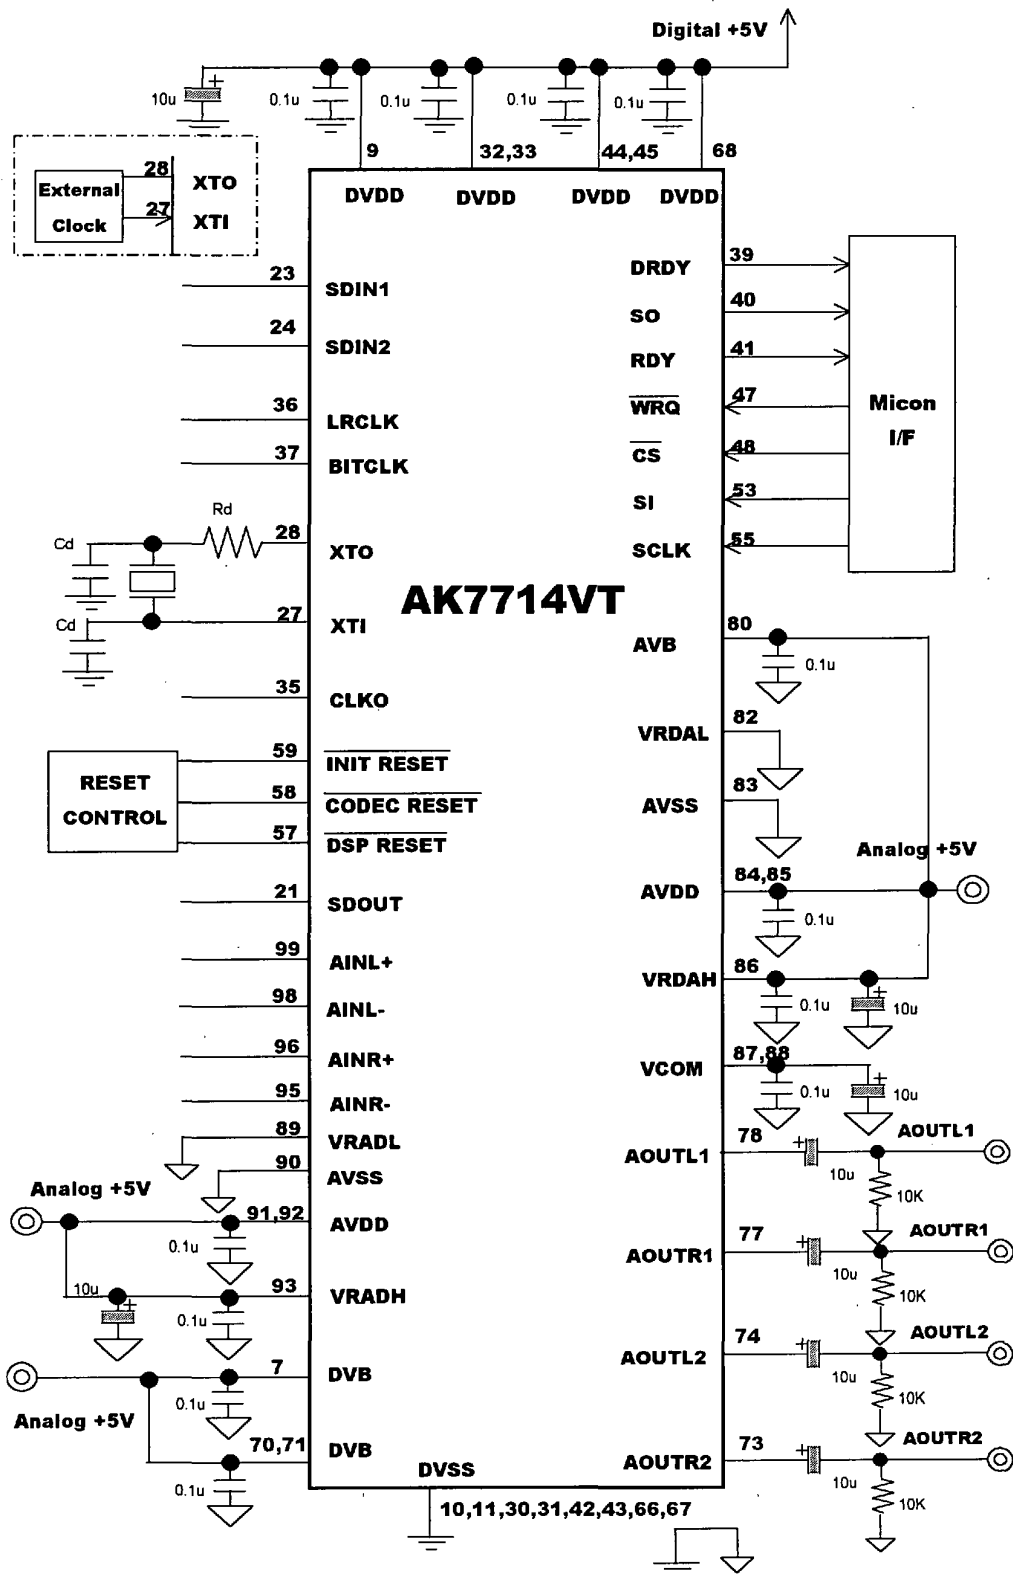 Digital +5V
10u
0.1u
0.1u
0.1u
0.1u
9
32,33
44,45
68
DVDD
DVDD
DVDD
DVDD
External
Clock
28
27
XTO
XTI
23
SDIN1
24
SDIN2
36
LRCLK
37
BITCLK
Rd
Cd
28
XTO
Cd
27
XTI
35
CLKO
RESET
CONTROL
59
INIT RESET
58
CODEC RESET
57
DSP RESET
21
SDOUT
99
AINL+
98
AINL-
96
AINR+
95
AINR-
89
VRADL
90
AVSS
Analog +5V
91,92
AVDD
0.1u
10u
93
VRADH
0.1u
7
DVB
0.1u
Analog +5V
70,71
DVB
0.1u
AK7714VT
DRDY
39
SO
40
RDY
41
WRQ
47
CS
48
SI
53
SCLK
55
Micon
I/F
AVB
80
0.1u
VRDAL
82
AVSS
83
Analog +5V
AVDD
84,85
0.1u
VRDAH
86
0.1u
10u
VCOM
87,88
0.1u
10u
AOUTL1
78
10u
10K
AOUTL1
AOUTR1
77
10u
10K
AOUTR1
AOUTL2
74
10u
10K
AOUTL2
AOUTR2
73
10u
10K
AOUTR2
DVSS
10,11,30,31,42,43,66,67